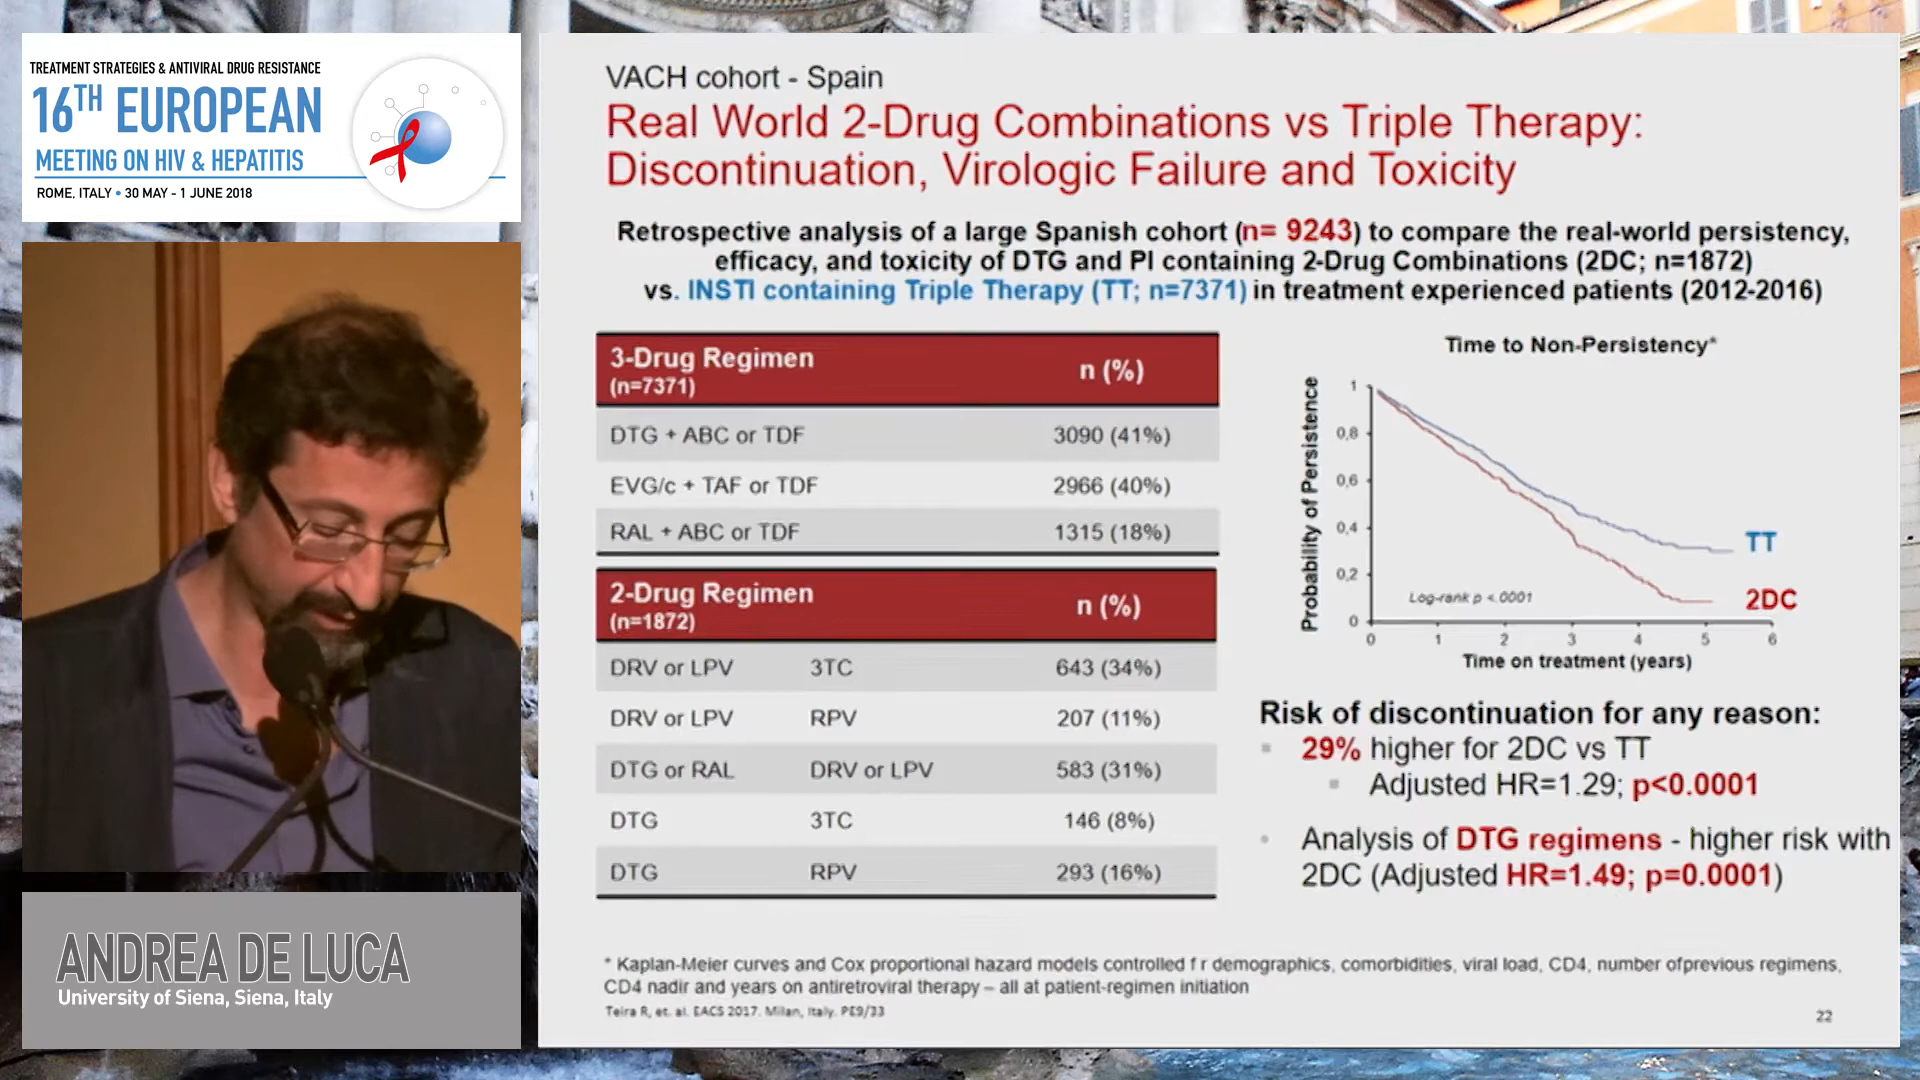 TREATMENT STRATEGIES & ANTIVIRAL DRUG RESISTANCE
16TH EUROPEAN
MEETING ON HIV & HEPATITIS
ROME, ITALY • 30 MAY - 1 JUNE 2018
ANDREA DE LUCA
University of Siena, Siena, Italy
VACH cohort - Spain
Real World 2-Drug Combinations vs Triple Therapy:
Discontinuation, Virologic Failure and Toxicity
Retrospective analysis of a large Spanish cohort (n= 9243) to compare the real-world persistency,
efficacy, and toxicity of DTG and PI containing 2-Drug Combinations (2DC; n=1872)
vs. INSTI containing Triple Therapy (TT; n=7371) in treatment experienced patients (2012-2016)
3-Drug Regimen n (%)
(n=7371)
DTG + ABC or TDF 3090 (41%)
EVG/c + TAF or TDF 2966 (40%)
RAL + ABC or TDF 1315 (18%)
2-Drug Regimen n (%)
(n=1872)
DRV or LPV 3TC 643 (34%)
DRV or LPV RPV 207 (11%)
DTG or RAL DRV or LPV 583 (31%)
DTG 3TC 146 (8%)
DTG RPV 293 (16%)
Time to Non-Persistency*
Probability of Persistence
1
0,8
0,6
0,4
0,2
0
TT
2DC
Log-rank p <.0001
0 1 2 3 4 5 6
Time on treatment (years)
Risk of discontinuation for any reason:
29% higher for 2DC vs TT
Adjusted HR=1.29; p<0.0001
Analysis of DTG regimens - higher risk with
2DC (Adjusted HR=1.49; p=0.0001)
* Kaplan-Meier curves and Cox proportional hazard models controlled f r demographics, comorbidities, viral load, CD4, number ofprevious regimens,
CD4 nadir and years on antiretroviral therapy – all at patient-regimen initiation
Teira R, et. al. EACS 2017. Milan, Italy. PE9/33
22